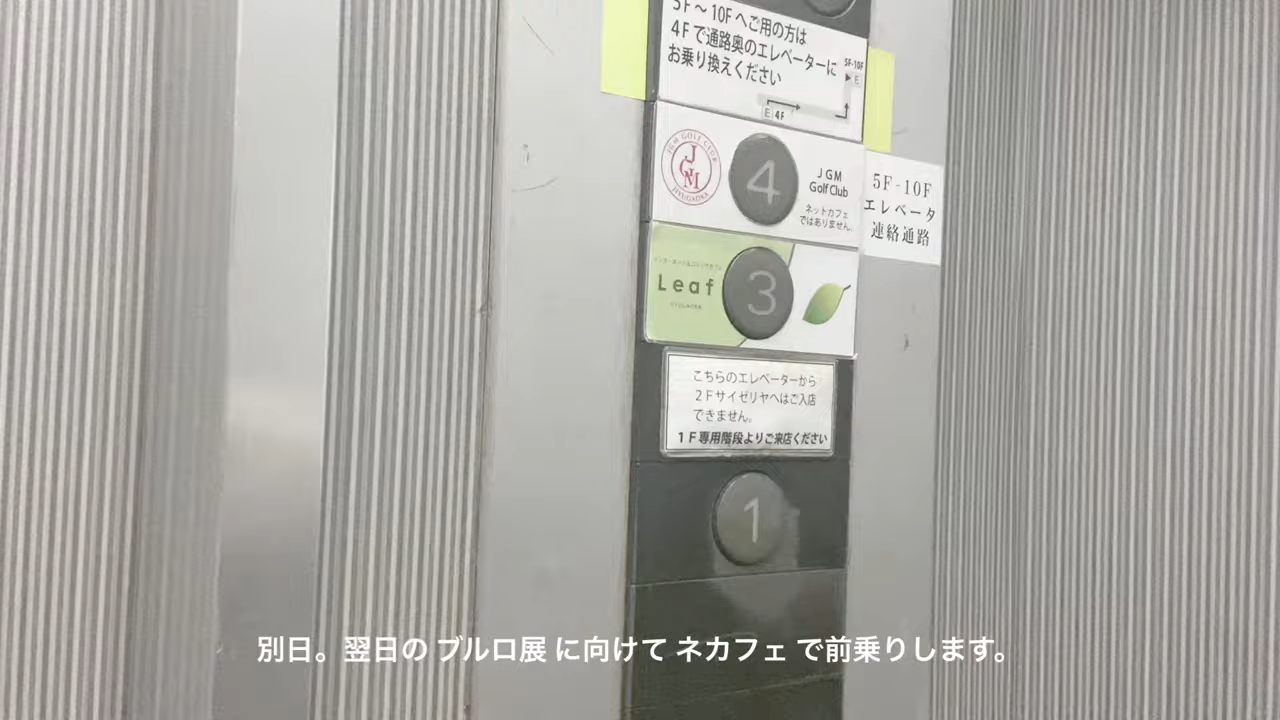 5F～10Fへご用の方は
4Fで通路奥のエレベーターに
お乗り換えください
5F-10F
E
E 4F
JGM GOLF CLUB
JGM
4
JGM
Golf Club
ネットカフェ
ではありません。
5F-10F
エレベータ
連絡通路
Leaf
3
こちらのエレベーターから
2Fサイゼリヤへはご入店
できません。
1F専用階段よりご来店ください
1
別日。翌日の ブルロ展 に向けて ネカフェ で前乗りします。